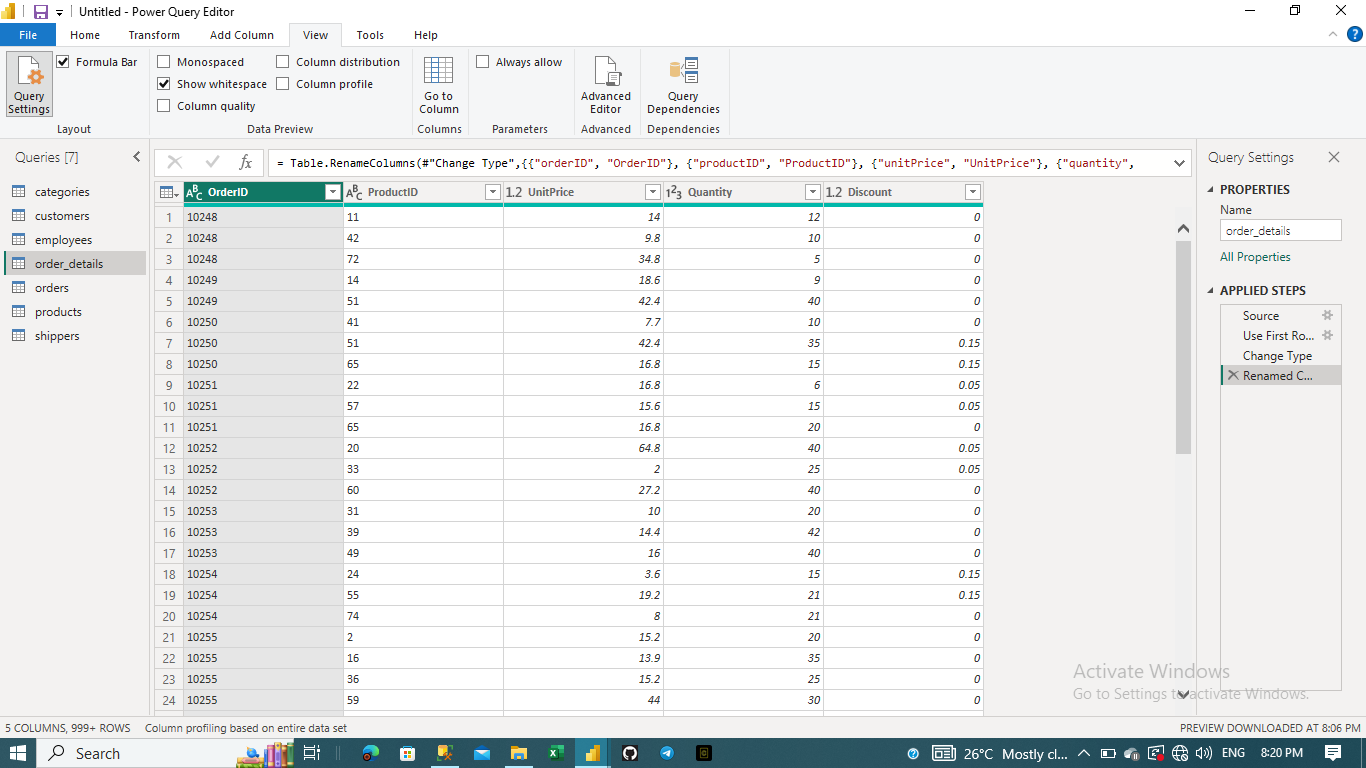 Untitled - Power Query Editor
File Home Transform Add Column View Tools Help
Query Settings
Formula Bar
Layout
Monospaced
Show whitespace
Column quality
Column distribution
Column profile
Data Preview
Go to Column
Columns
Always allow
Parameters
Advanced Editor
Advanced
Query Dependencies
Dependencies
Queries [7]
categories
customers
employees
order_details
orders
products
shippers
fx = Table.RenameColumns(#"Change Type",{{"orderID", "OrderID"}, {"productID", "ProductID"}, {"unitPrice", "UnitPrice"}, {"quantity",
ABC OrderID ABC ProductID 1.2 UnitPrice 123 Quantity 1.2 Discount
1 10248 11 14 12 0
2 10248 42 9.8 10 0
3 10248 72 34.8 5 0
4 10249 14 18.6 9 0
5 10249 51 42.4 40 0
6 10250 41 7.7 10 0
7 10250 51 42.4 35 0.15
8 10250 65 16.8 15 0.15
9 10251 22 16.8 6 0.05
10 10251 57 15.6 15 0.05
11 10251 65 16.8 20 0
12 10252 20 64.8 40 0.05
13 10252 33 2 25 0.05
14 10252 60 27.2 40 0
15 10253 31 10 20 0
16 10253 39 14.4 42 0
17 10253 49 16 40 0
18 10254 24 3.6 15 0.15
19 10254 55 19.2 21 0.15
20 10254 74 8 21 0
21 10255 2 15.2 20 0
22 10255 16 13.9 35 0
23 10255 36 15.2 25 0
24 10255 59 44 30 0
Query Settings
PROPERTIES
Name
order_details
All Properties
APPLIED STEPS
Source
Use First Ro...
Change Type
Renamed C...
Activate Windows
Go to Settings to activate Windows.
5 COLUMNS, 999+ ROWS Column profiling based on entire data set
PREVIEW DOWNLOADED AT 8:06 PM
Search
26°C Mostly cl... ENG 8:20 PM